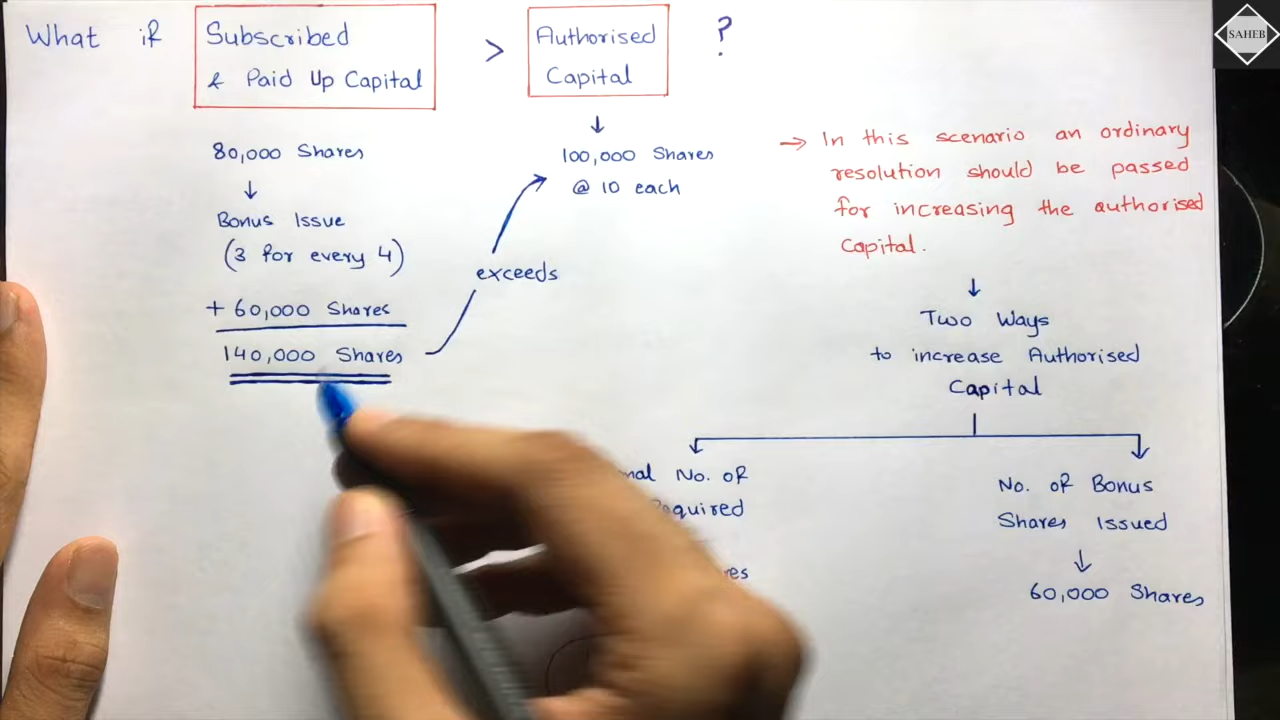 What if Subscribed & Paid Up Capital > Authorised Capital ?
80,000 Shares
↓
Bonus Issue
(3 for every 4)
+ 60,000 Shares
140,000 Shares
exceeds
↓
100,000 Shares
@ 10 each
→ In this scenario an ordinary
resolution should be passed
for increasing the authorised
Capital.
↓
Two Ways
to increase Authorised
Capital
No. of
No. of Bonus
Shares Issued
↓
60,000 Shares
SAHEB